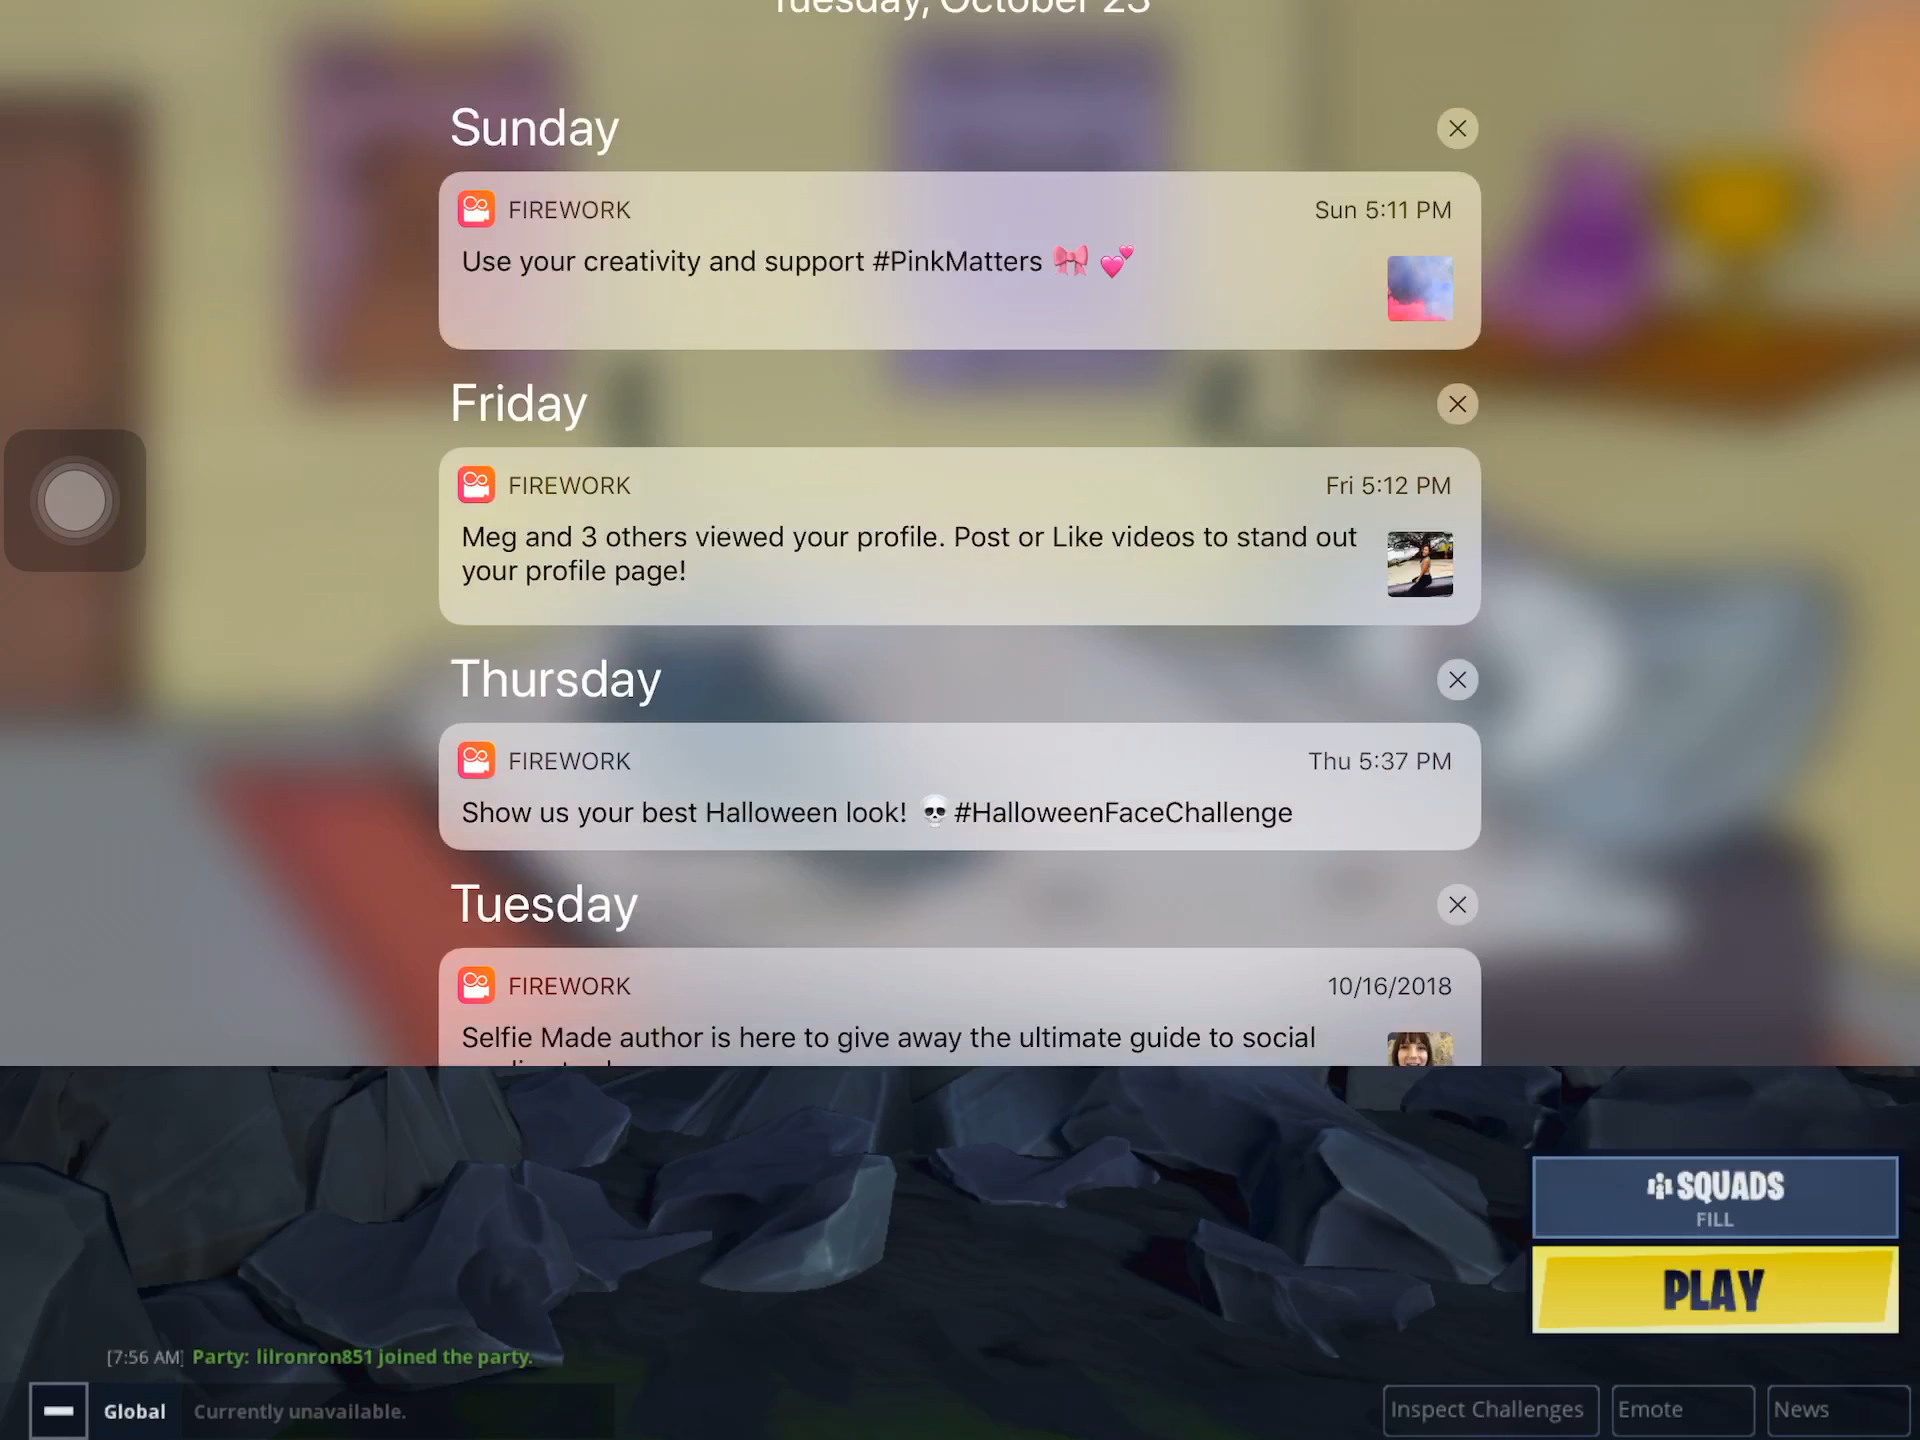 Tuesday, October 23
Sunday
FIREWORK
Sun 5:11 PM
Use your creativity and support #PinkMatters 🎀 💕
Friday
FIREWORK
Fri 5:12 PM
Meg and 3 others viewed your profile. Post or Like videos to stand out
your profile page!
Thursday
FIREWORK
Thu 5:37 PM
Show us your best Halloween look! 💀#HalloweenFaceChallenge
Tuesday
FIREWORK
10/16/2018
Selfie Made author is here to give away the ultimate guide to social
SQUADS
FILL
PLAY
[7:56 AM] Party: lilronron851 joined the party.
Global
Currently unavailable.
Inspect Challenges
Emote
News